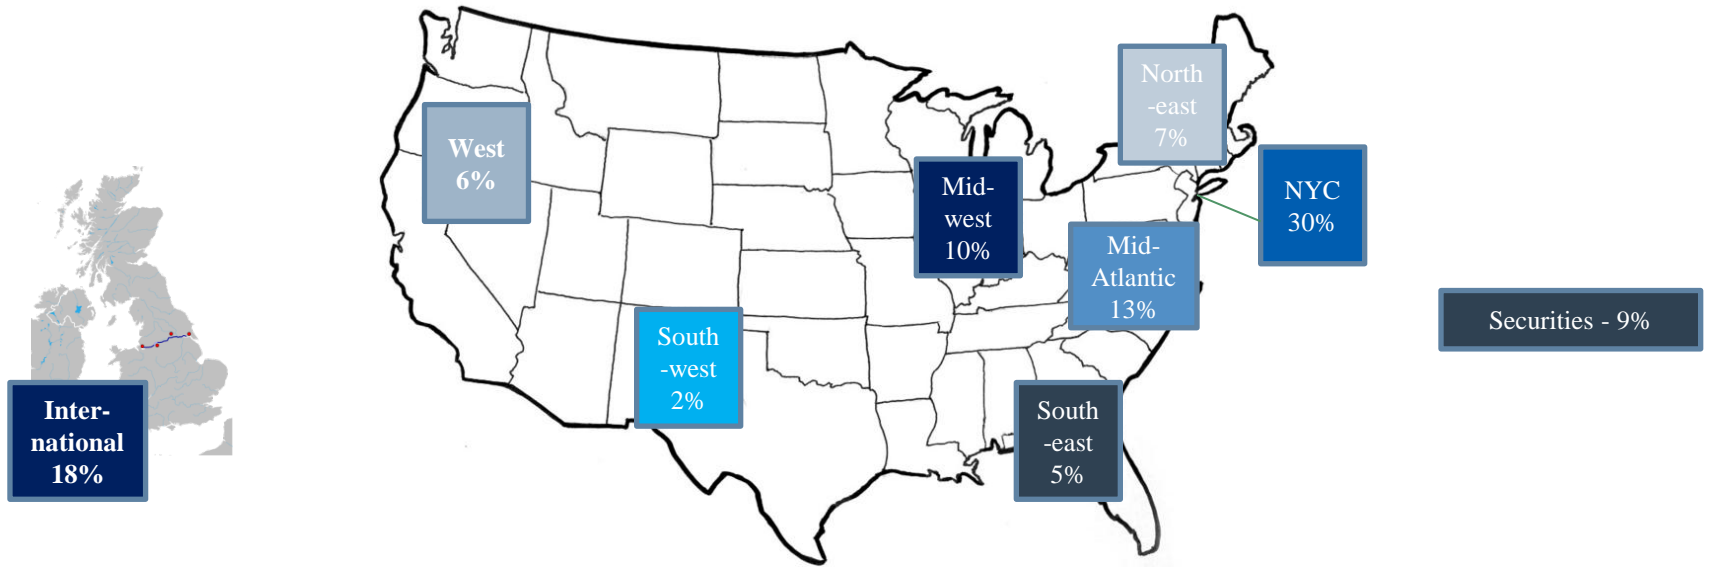 North
-east
7%
West
6%
Mid-
west
10%
NYC
30%
Mid-
Atlantic
13%
Securities - 9%
South
-west
2%
Inter-
national
18%
South
-east
5%